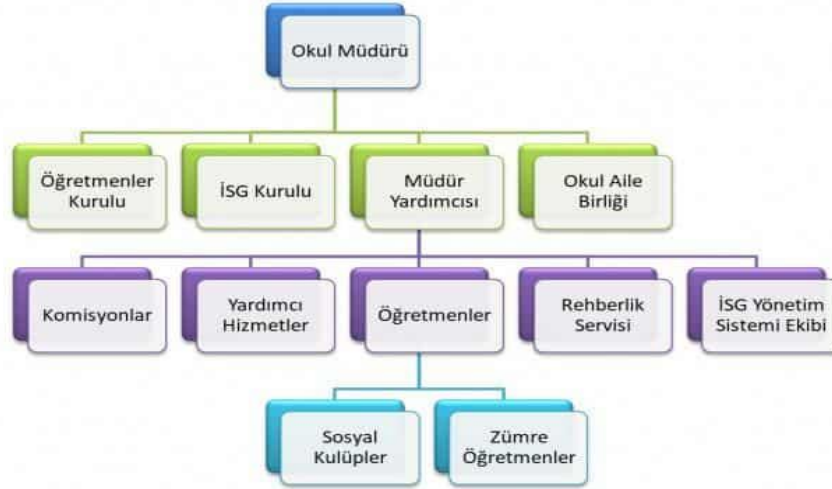 Okul Müdürü
Öğretmenler
Kurulu
İSG Kurulu
Müdür
Yardımcısı
Okul Aile
Birliği
Komisyonlar
Yardımcı
Hizmetler
Öğretmenler
Rehberlik
Servisi
İSG Yönetim
Sistemi Ekibi
Sosyal
Kulüpler
Zümre
Öğretmenler